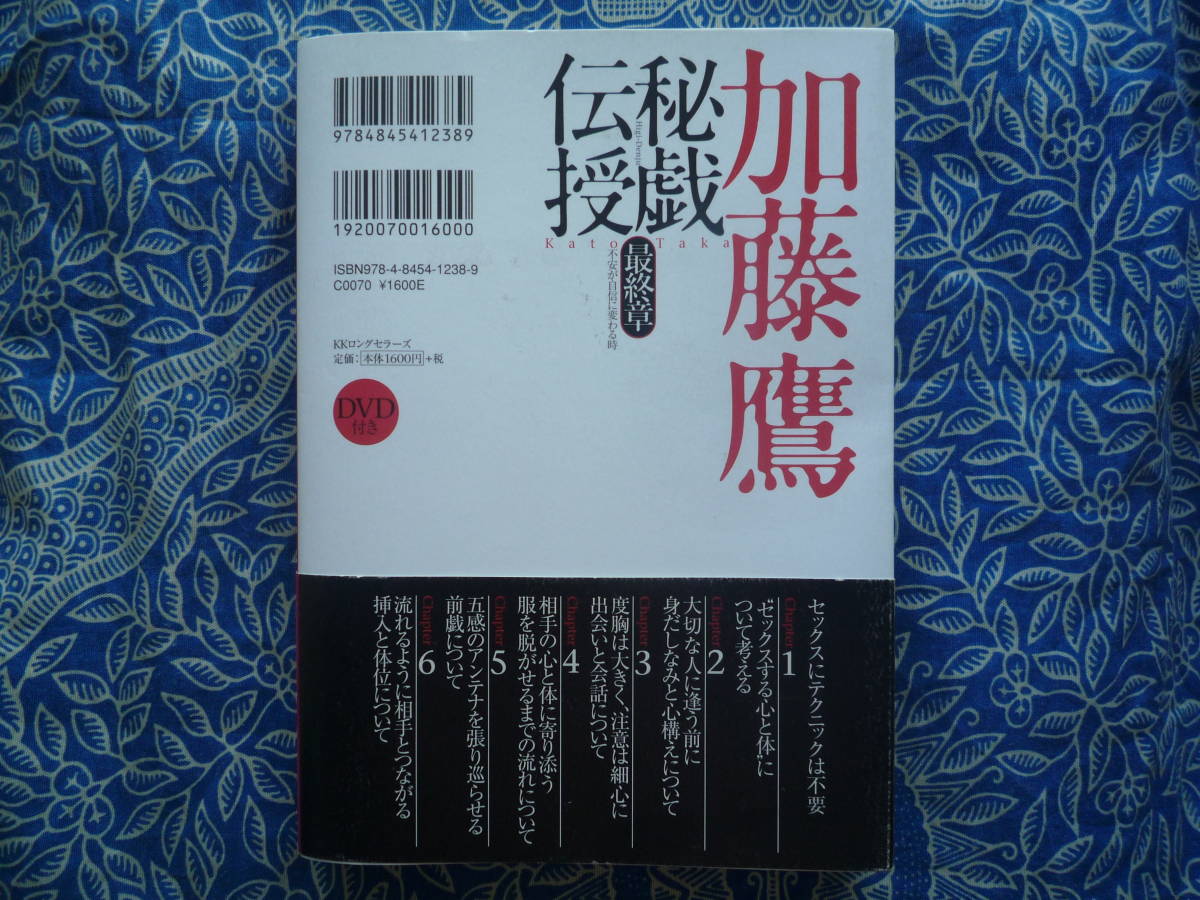 加藤鷹
秘戯
伝授
Higi-Denju
Kato Taka
最終章
不安が自信に変わる時
9784845412389
1920070016000
ISBN978-4-8454-1238-9
C0070 ¥1600E
KKロングセラーズ
定価:本体1600円+税
DVD
付き
セックスにテクニックは不要
Chapter 1
“セックスする心と体”に
ついて考える
Chapter 2
大切な人に逢う前に
身だしなみと心構えについて
Chapter 3
度胸は大きく、注意は細心に
出会いと会話について
Chapter 4
相手の心と体に寄り添う
服を脱がせるまでの流れについて
Chapter 5
五感のアンテナを張り巡らせる
前戯について
Chapter 6
流れるように相手とつながる
挿入と体位について